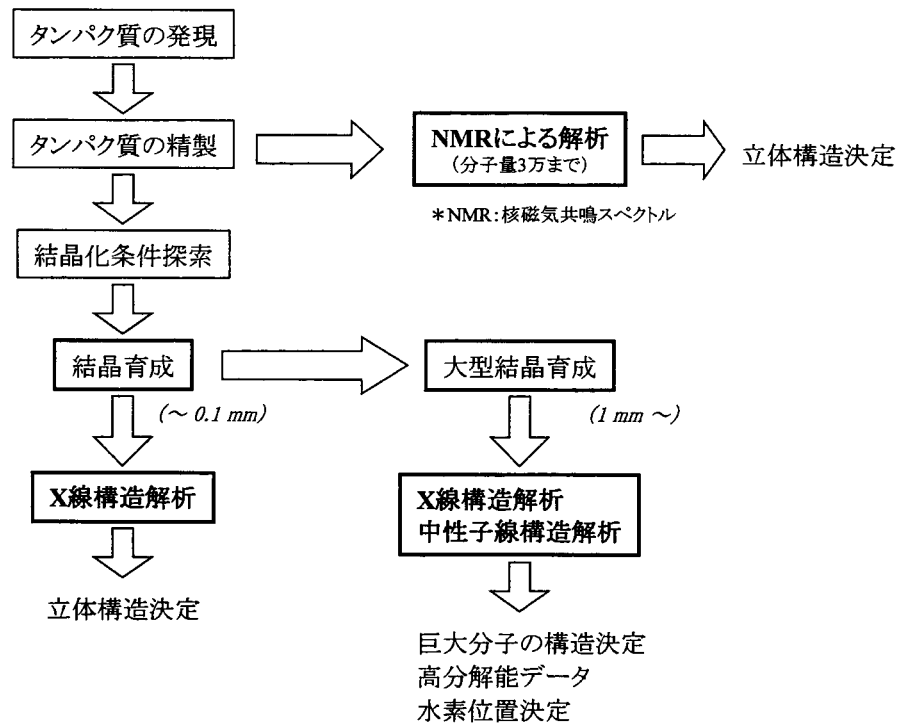 タンパク質の発現
タンパク質の精製
NMRによる解析
(分子量3万まで)
立体構造決定
*NMR:核磁気共鳴スペクトル
結晶化条件探索
結晶育成
大型結晶育成
(~ 0.1 mm)
(1 mm ~)
X線構造解析
X線構造解析
中性子線構造解析
立体構造決定
巨大分子の構造決定
高分解能データ
水素位置決定